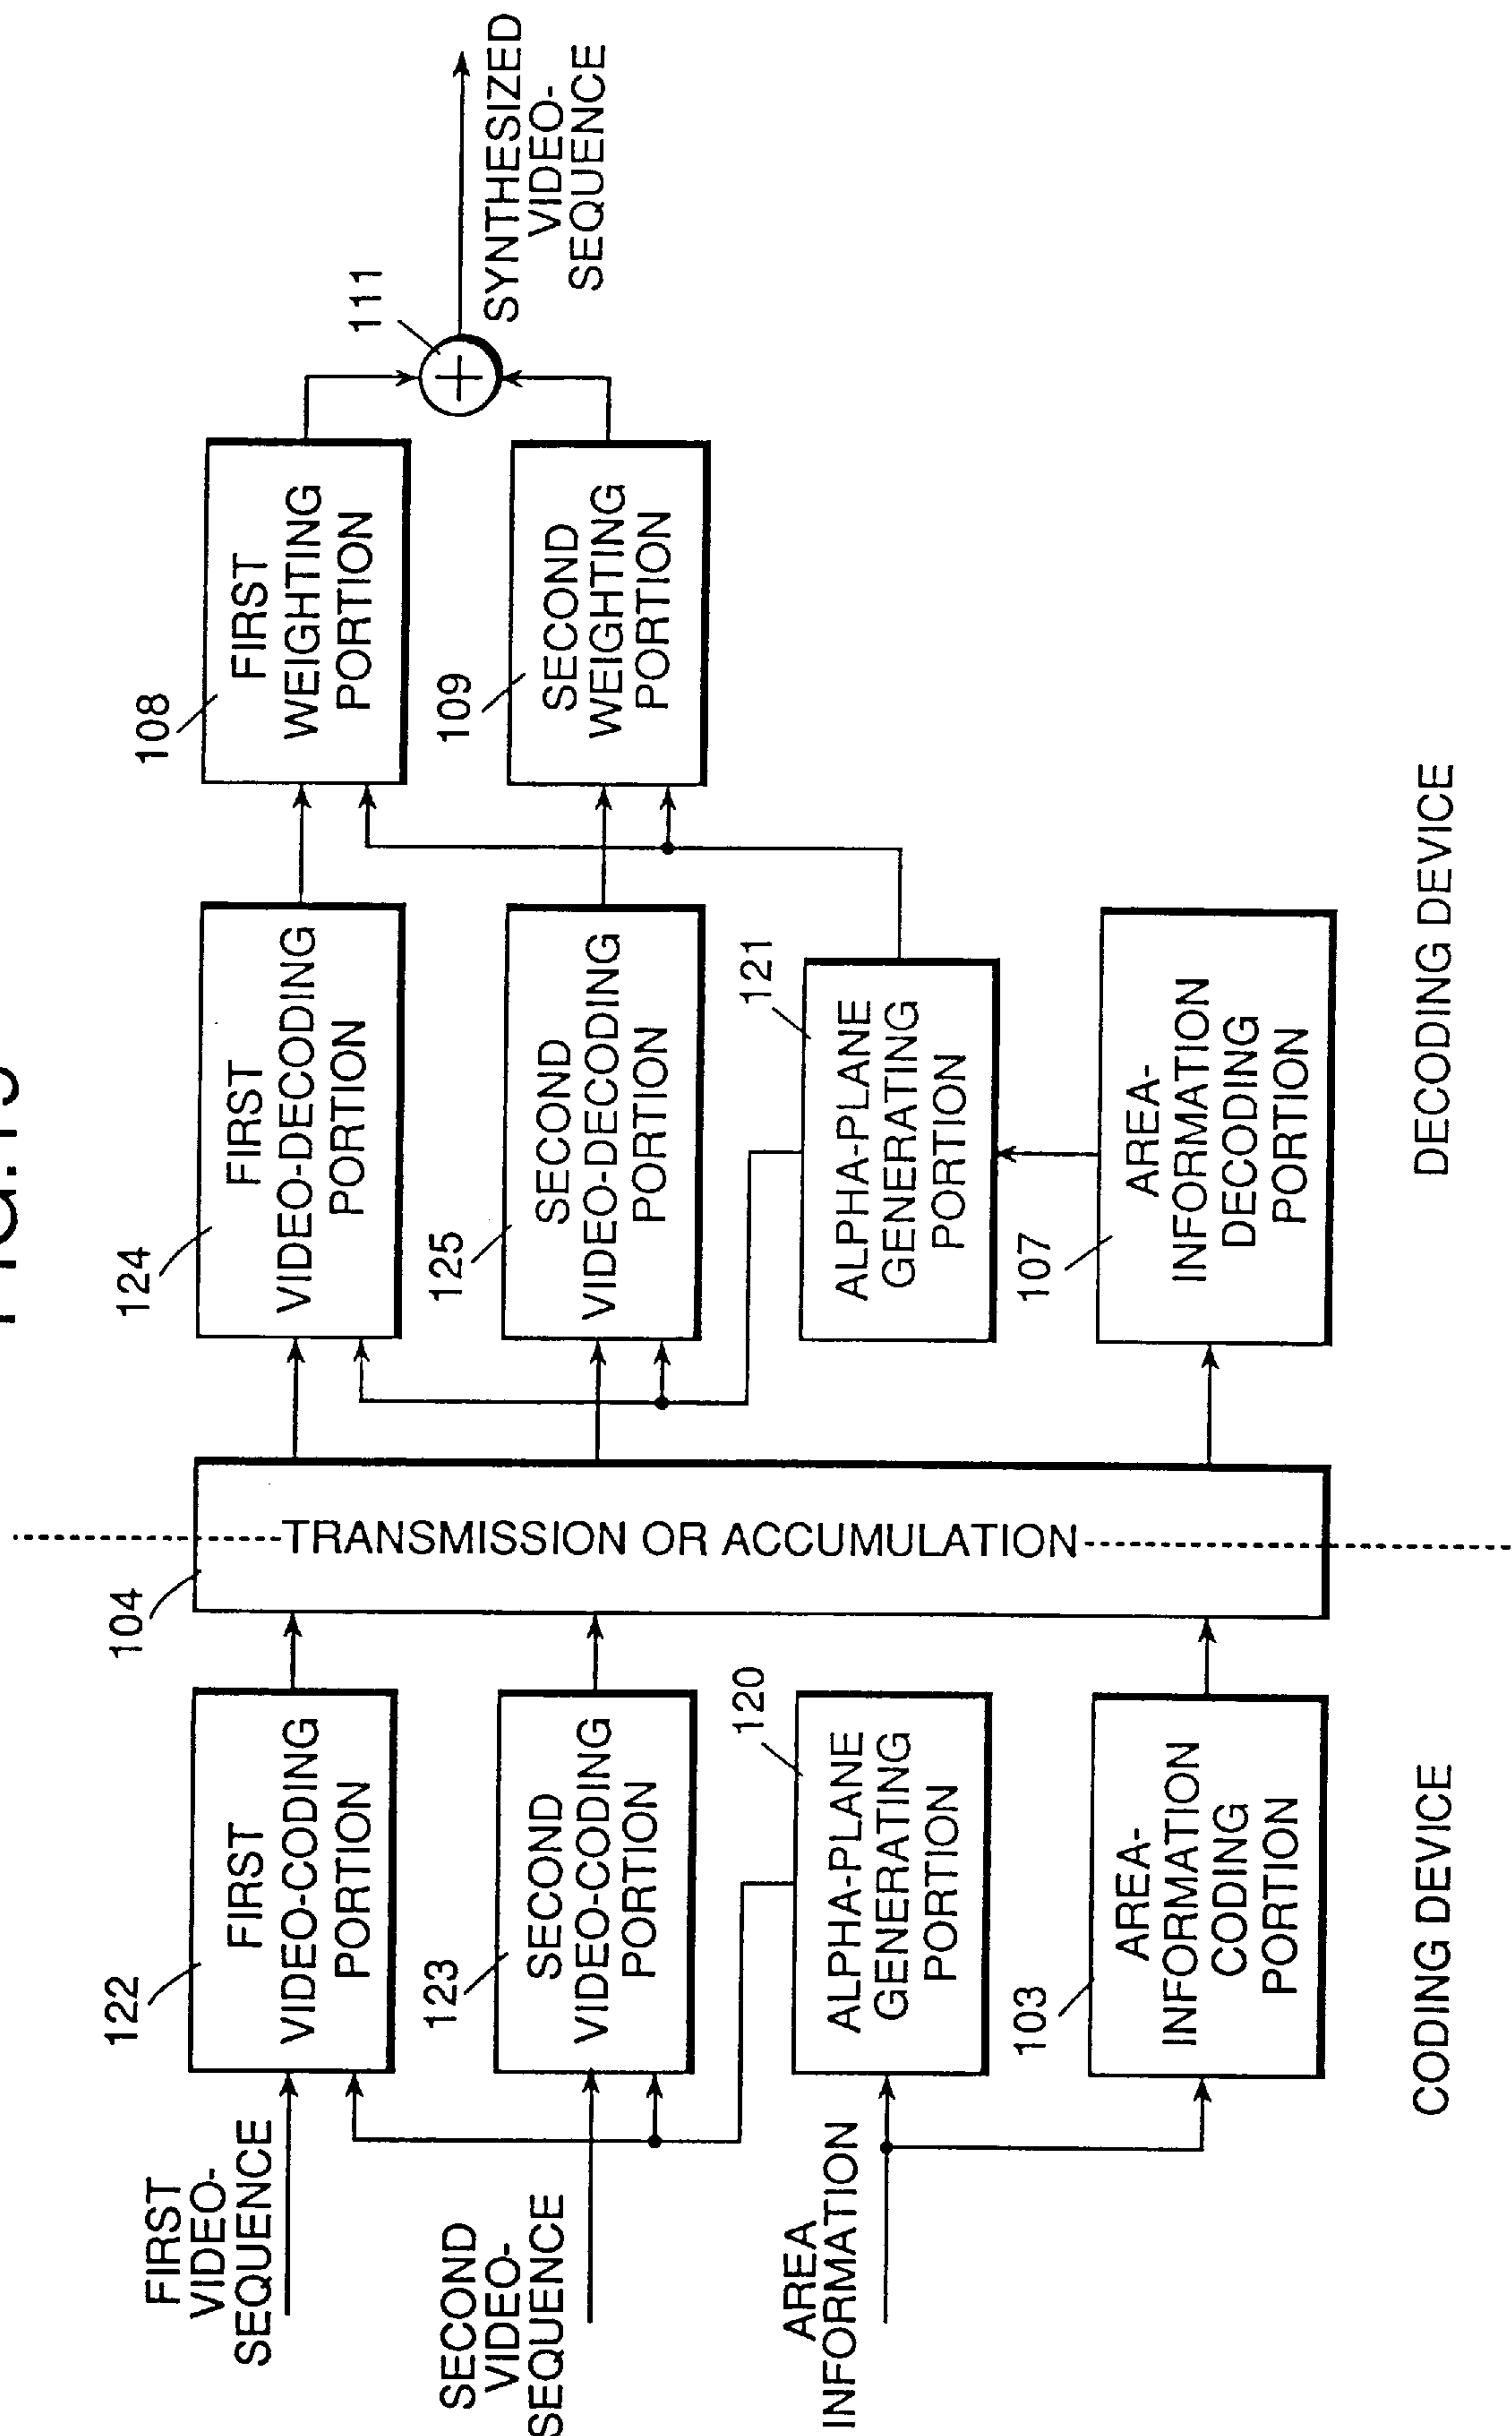 FIRST
VIDEO-
SEQUENCE
SECOND
VIDEO-
SEQUENCE
AREA
INFORMATION
122
FIRST
VIDEO-CODING
PORTION
123
SECOND
VIDEO-CODING
PORTION
120
ALPHA-PLANE
GENERATING
PORTION
103
AREA-
INFORMATION
CODING
PORTION
CODING DEVICE
104
TRANSMISSION OR ACCUMULATION
124
FIRST
VIDEO-DECODING
PORTION
125
SECOND
VIDEO-DECODING
PORTION
121
ALPHA-PLANE
GENERATING
PORTION
107
AREA-
INFORMATION
DECODING
PORTION
DECODING DEVICE
108
FIRST
WEIGHTING
PORTION
109
SECOND
WEIGHTING
PORTION
111
SYNTHESIZED
VIDEO-
SEQUENCE